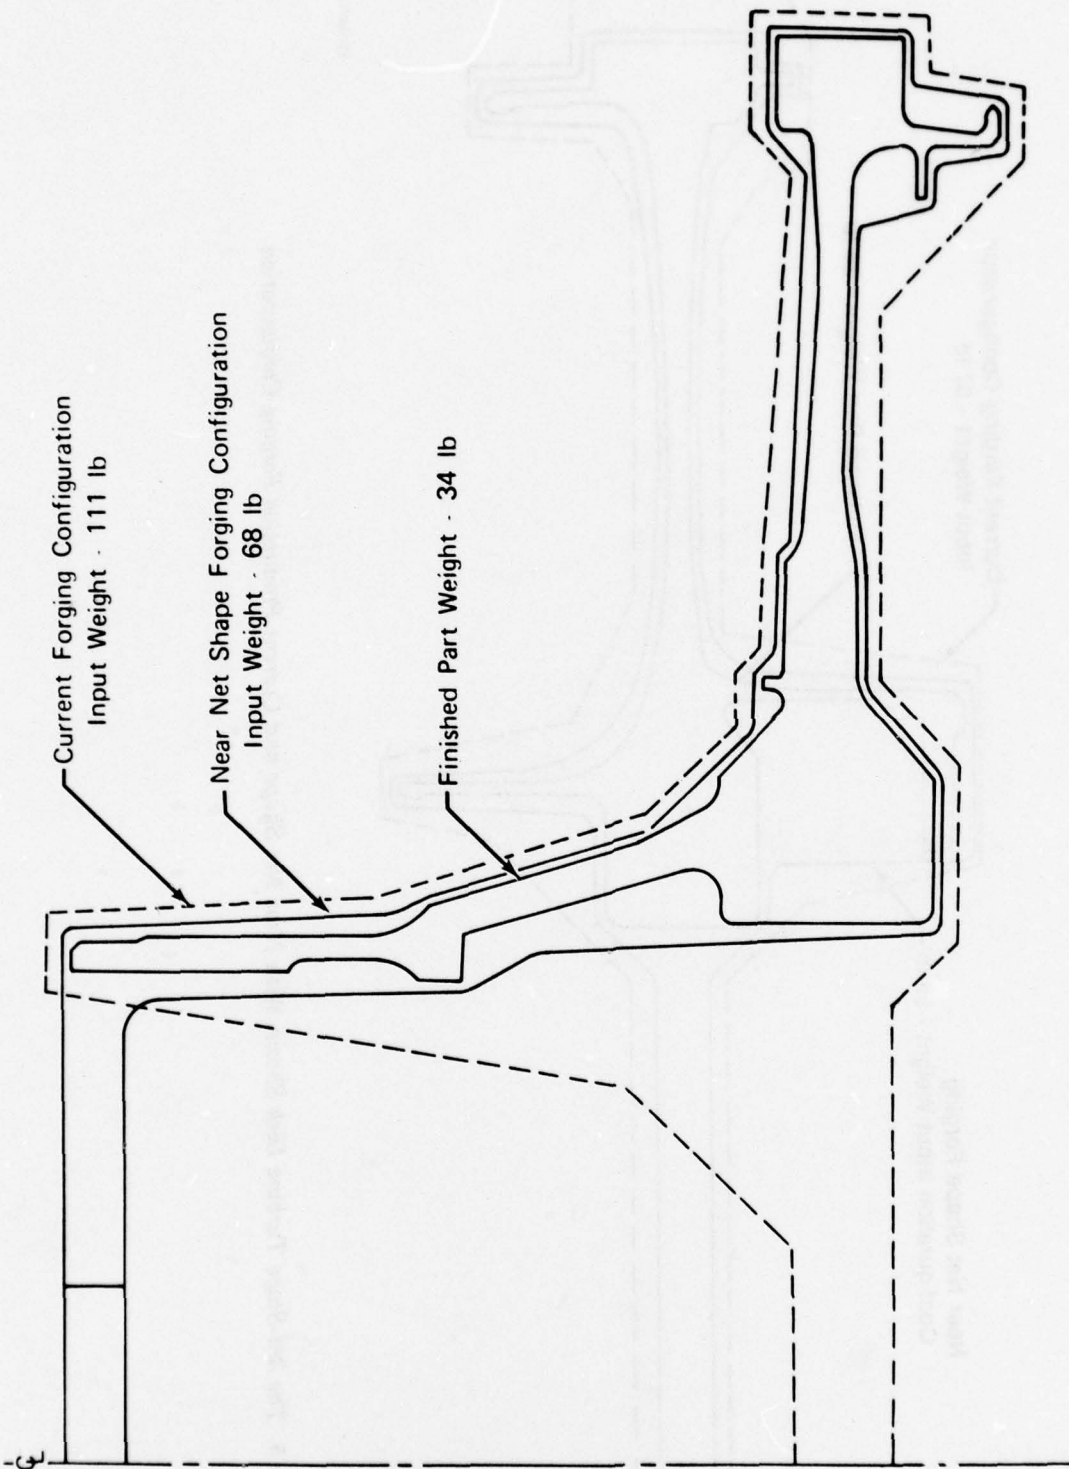 Current Forging Configuration
Input Weight - 111 lb
Near Net Shape Forging Configuration
Input Weight - 68 lb
Finished Part Weight - 34 lb
℄